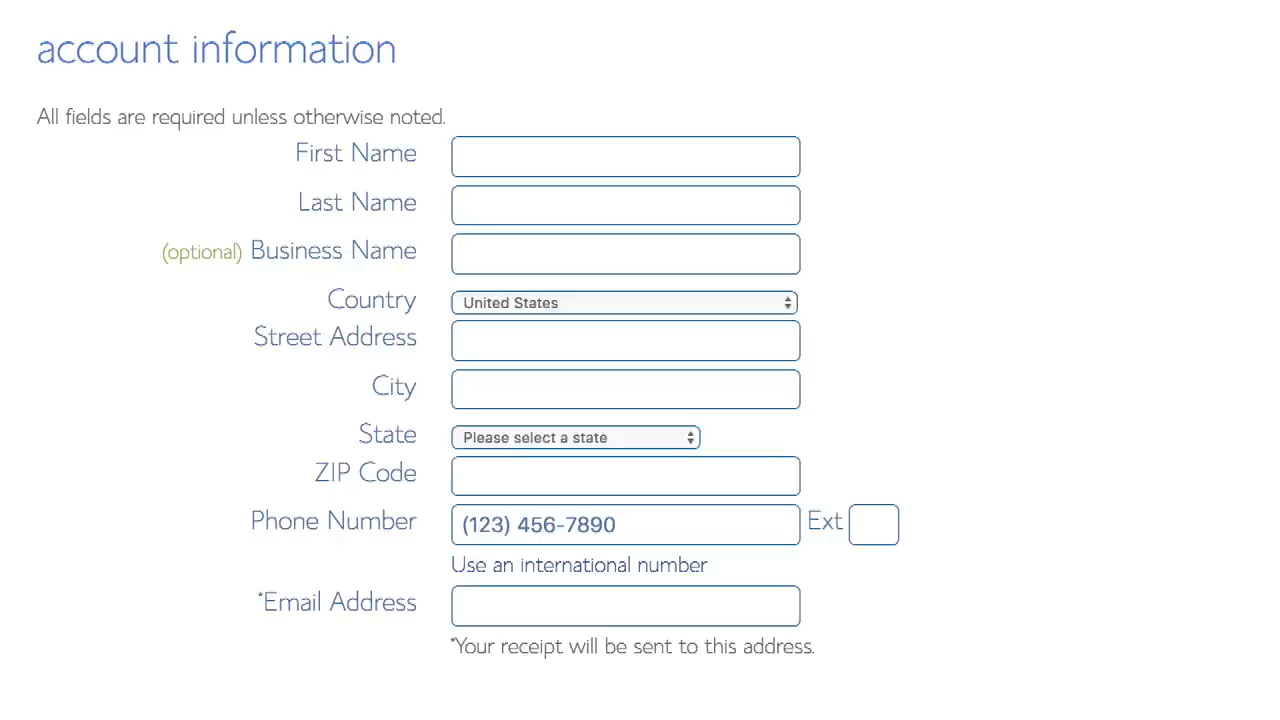 account information
All fields are required unless otherwise noted.
First Name
Last Name
(optional) Business Name
Country United States
Street Address
City
State Please select a state
ZIP Code
Phone Number (123) 456-7890 Ext
Use an international number
*Email Address
*Your receipt will be sent to this address.